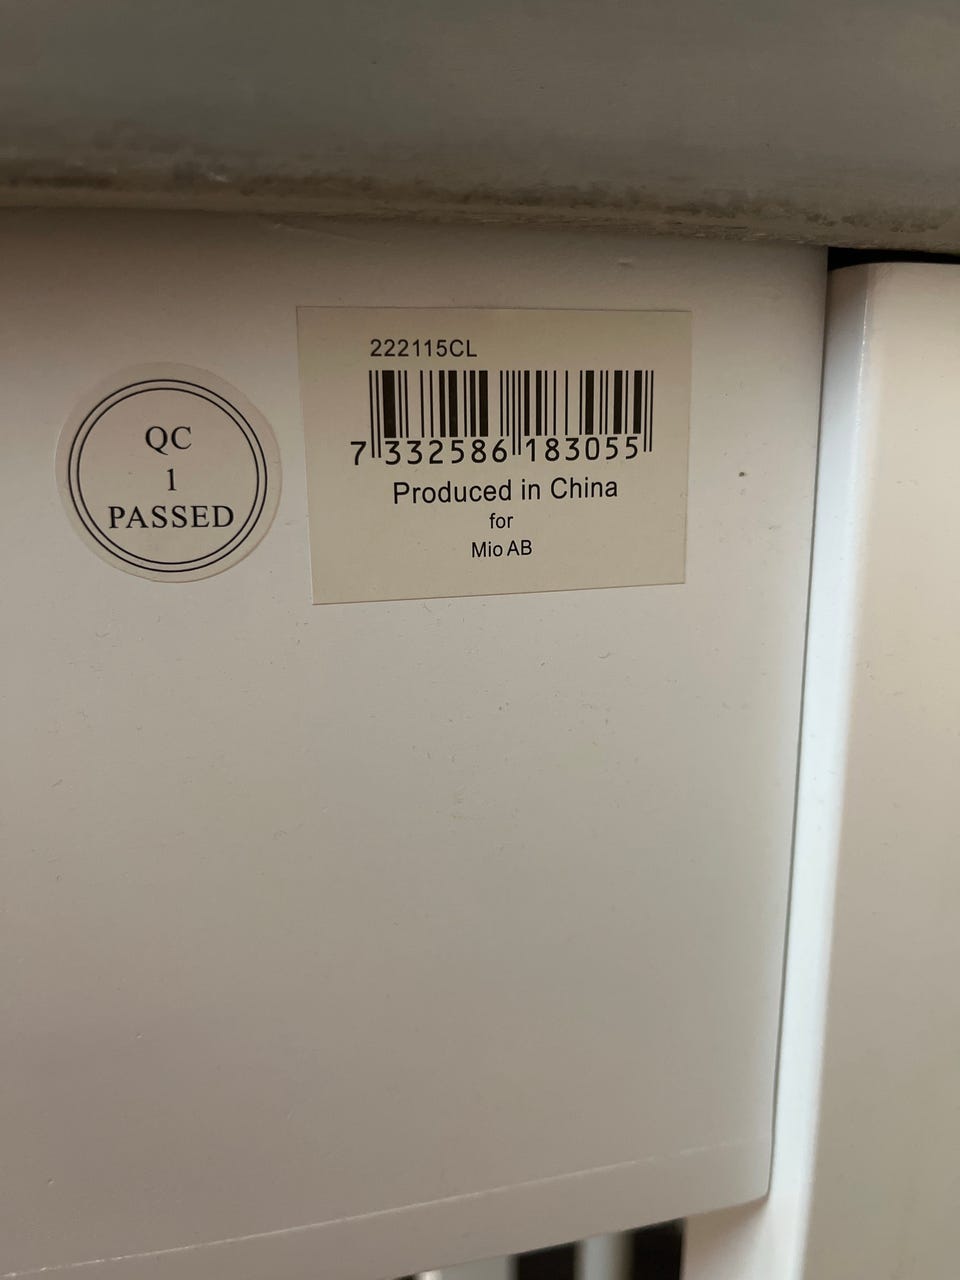 QC
1
PASSED
222115CL
7 332586 183055
Produced in China
for
Mio AB